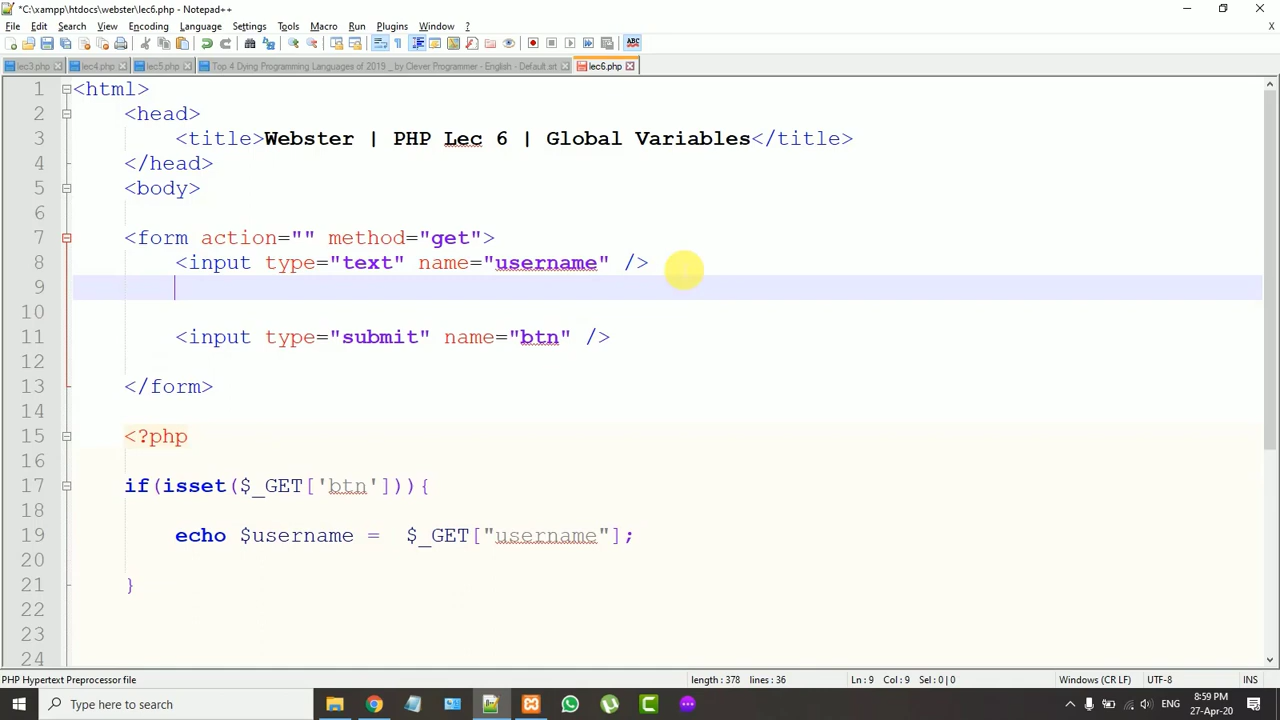 *C:\xampp\htdocs\webster\lec6.php - Notepad++
File Edit Search View Encoding Language Settings Tools Macro Run Plugins Window ?
lec3.php lec4.php lec5.php Top 4 Dying Programming Languages of 2019 _ by Clever Programmer - English - Default.srt lec6.php
1 <html>
2 <head>
3 <title>Webster | PHP Lec 6 | Global Variables</title>
4 </head>
5 <body>
6
7 <form action="" method="get">
8 <input type="text" name="username" />
9
10
11 <input type="submit" name="btn" />
12
13 </form>
14
15 <?php
16
17 if(isset($_GET['btn'])){
18
19 echo $username =  $_GET["username"];
20
21 }
22
23
24
PHP Hypertext Preprocessor file length : 378 lines : 36 Ln : 9 Col : 9 Sel : 0 | 0 Windows (CR LF) UTF-8 INS
Type here to search ENG 8:59 PM
27-Apr-20